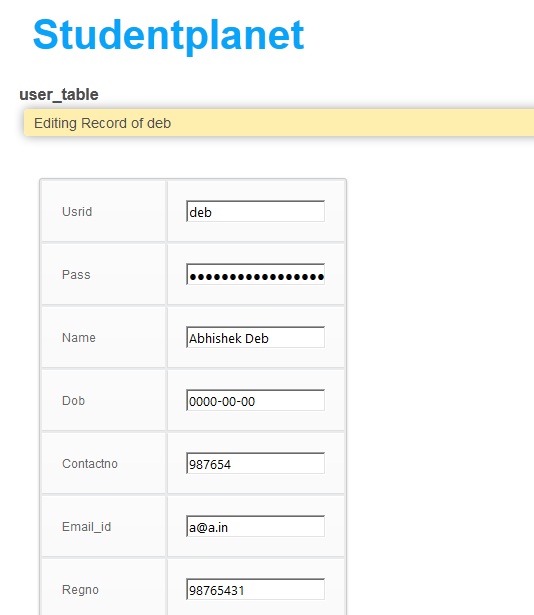 Studentplanet
user_table
Editing Record of deb
Usrid deb
Pass •••••••••••••••••
Name Abhishek Deb
Dob 0000-00-00
Contactno 987654
Email_id a@a.in
Regno 98765431